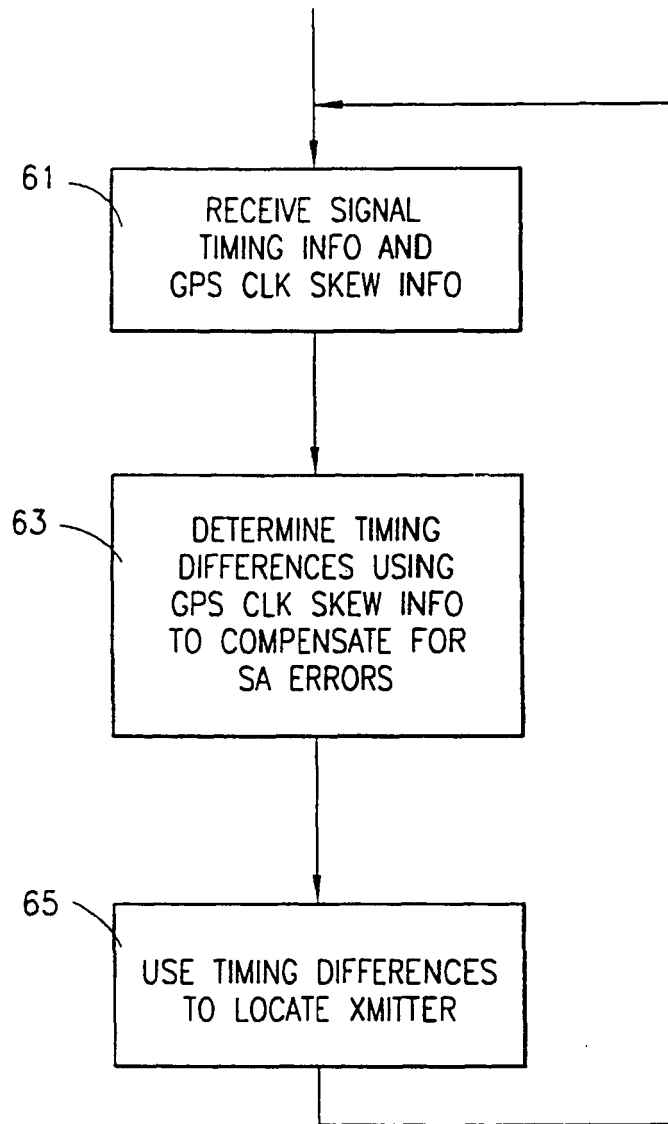 61
RECEIVE SIGNAL
TIMING INFO AND
GPS CLK SKEW INFO
63
DETERMINE TIMING
DIFFERENCES USING
GPS CLK SKEW INFO
TO COMPENSATE FOR
SA ERRORS
65
USE TIMING DIFFERENCES
TO LOCATE XMITTER